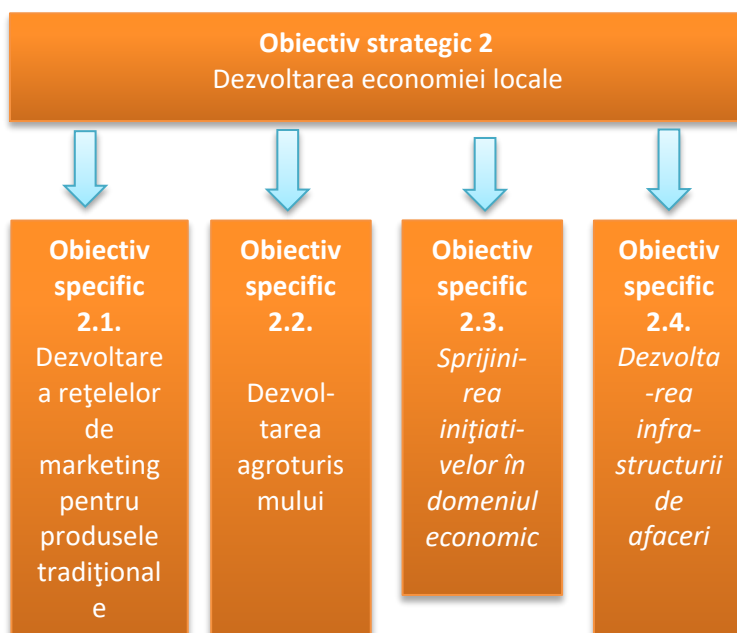 Obiectiv strategic 2
Dezvoltarea economiei locale
Obiectiv
specific
2.1.
Dezvoltare
a reţelelor
de
marketing
pentru
produsele
tradiţional
e
Obiectiv
specific
2.2.
Dezvol-
tarea
agroturis
mului
Obiectiv
specific
2.3.
Sprijini-
rea
iniţiati-
velor în
domeniul
economic
Obiectiv
specific
2.4.
Dezvolta
-rea
infra-
structurii
de
afaceri